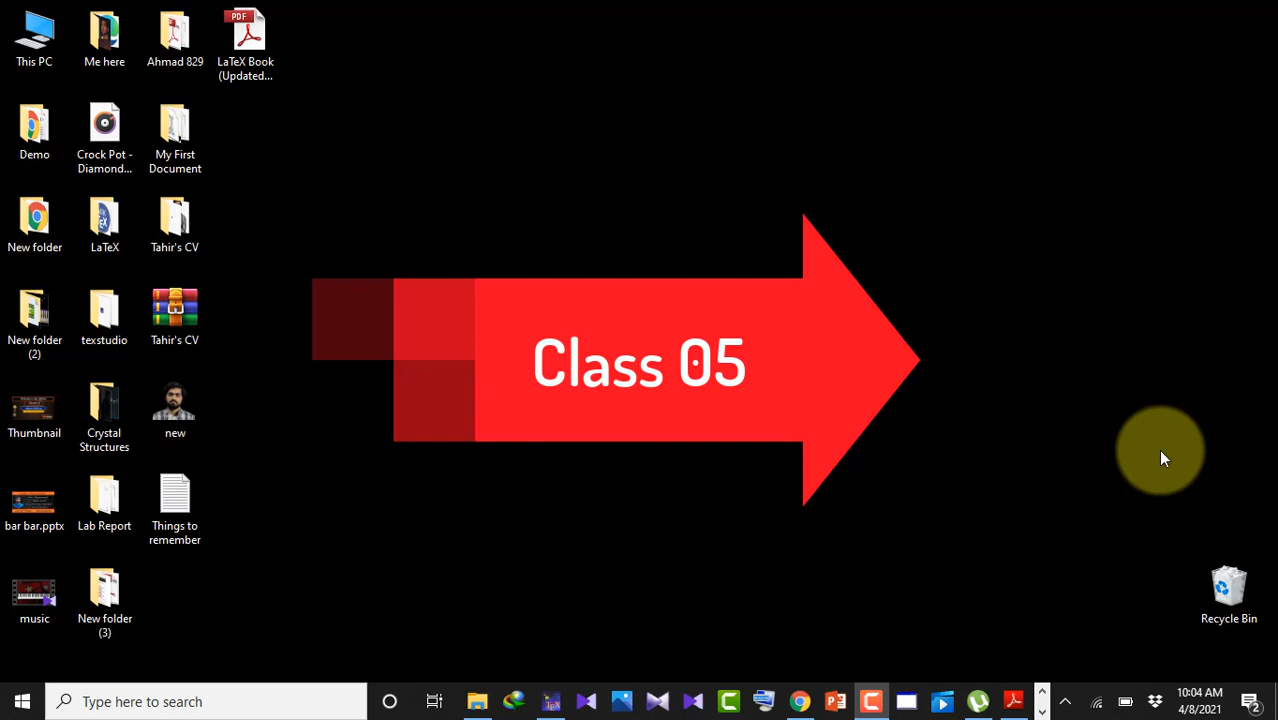 This PC
Me here
Ahmad 829
PDF
LaTeX Book
(Updated...
Demo
Crock Pot -
Diamond...
My First
Document
New folder
LaTeX
Tahir's CV
New folder
(2)
texstudio
Tahir's CV
Thumbnail
Crystal
Structures
new
bar bar.pptx
Lab Report
Things to
remember
music
New folder
(3)
Class 05
Recycle Bin
Type here to search
10:04 AM
4/8/2021
2